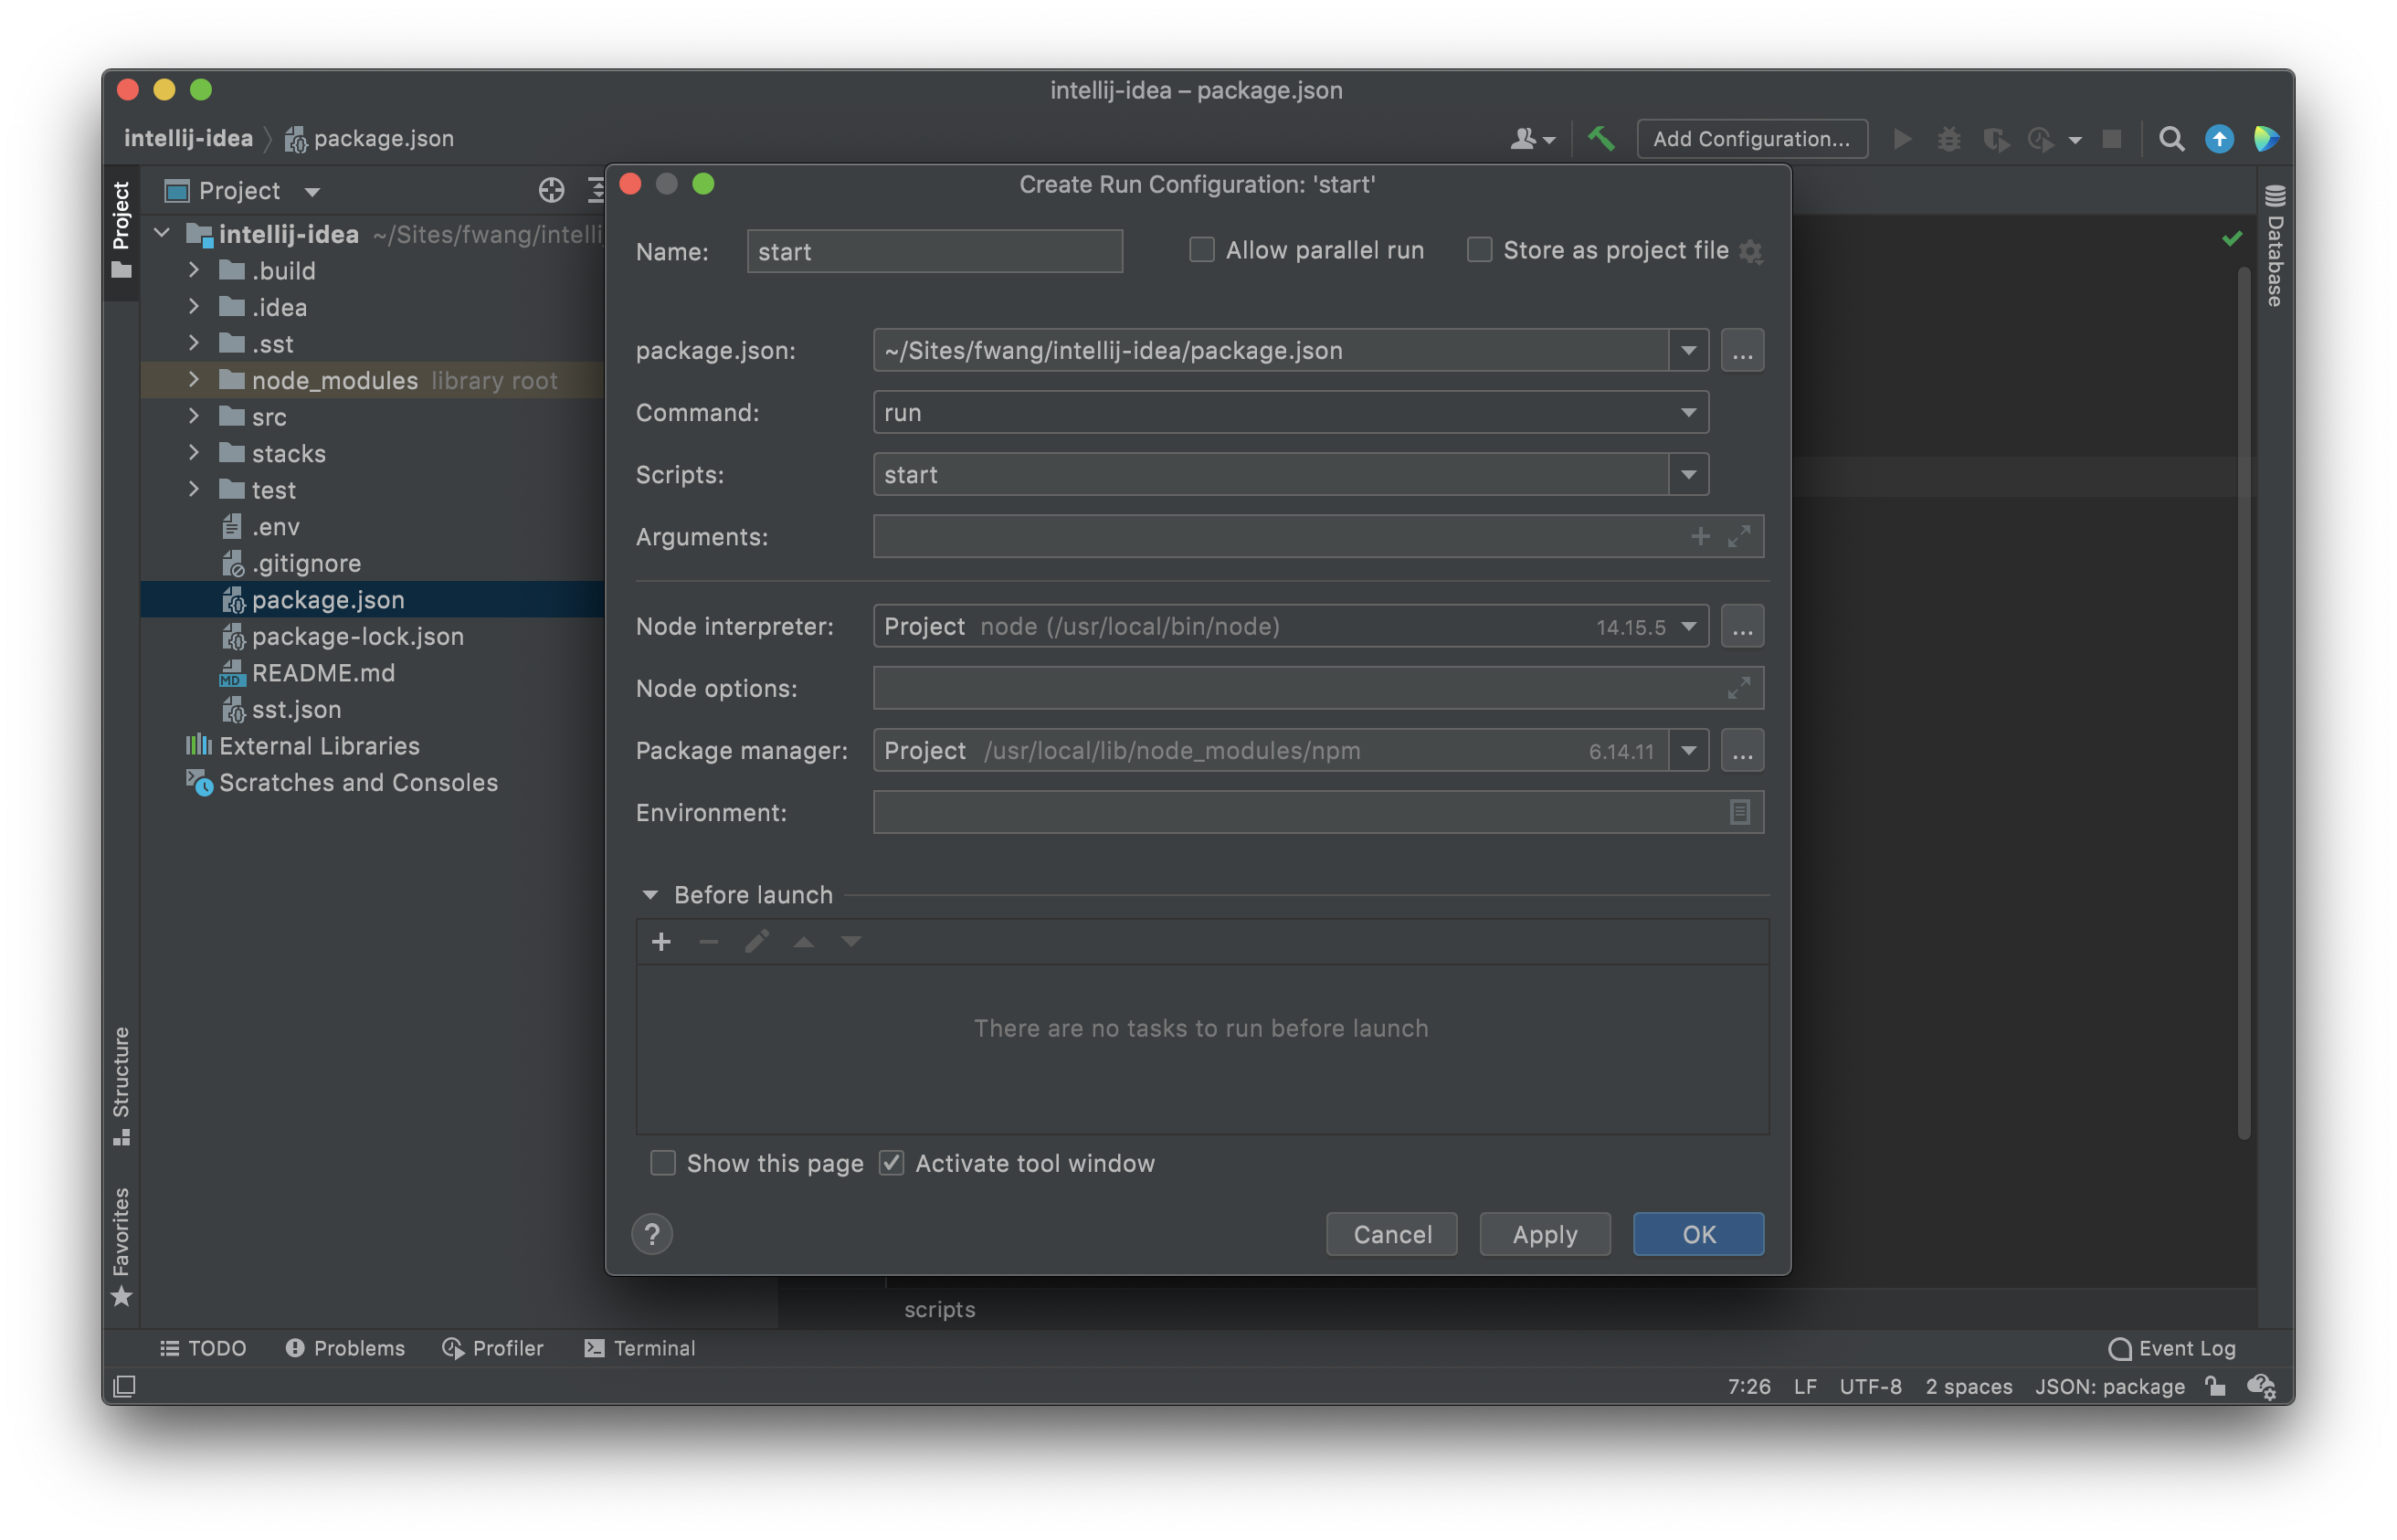 intellij-idea – package.json
intellij-idea package.json
Add Configuration...
Project
Project
intellij-idea ~/Sites/fwang/intellij
.build
.idea
.sst
node_modules library root
src
stacks
test
.env
.gitignore
package.json
package-lock.json
MD README.md
sst.json
External Libraries
Scratches and Consoles
Structure
Favorites
Create Run Configuration: 'start'
Name: start
Allow parallel run
Store as project file
package.json: ~/Sites/fwang/intellij-idea/package.json ...
Command: run
Scripts: start
Arguments:
Node interpreter: Project node (/usr/local/bin/node) 14.15.5 ...
Node options:
Package manager: Project /usr/local/lib/node_modules/npm 6.14.11 ...
Environment:
Before launch
There are no tasks to run before launch
Show this page
Activate tool window
?
Cancel
Apply
OK
Database
scripts
TODO
Problems
Profiler
Terminal
Event Log
7:26 LF UTF-8 2 spaces JSON: package